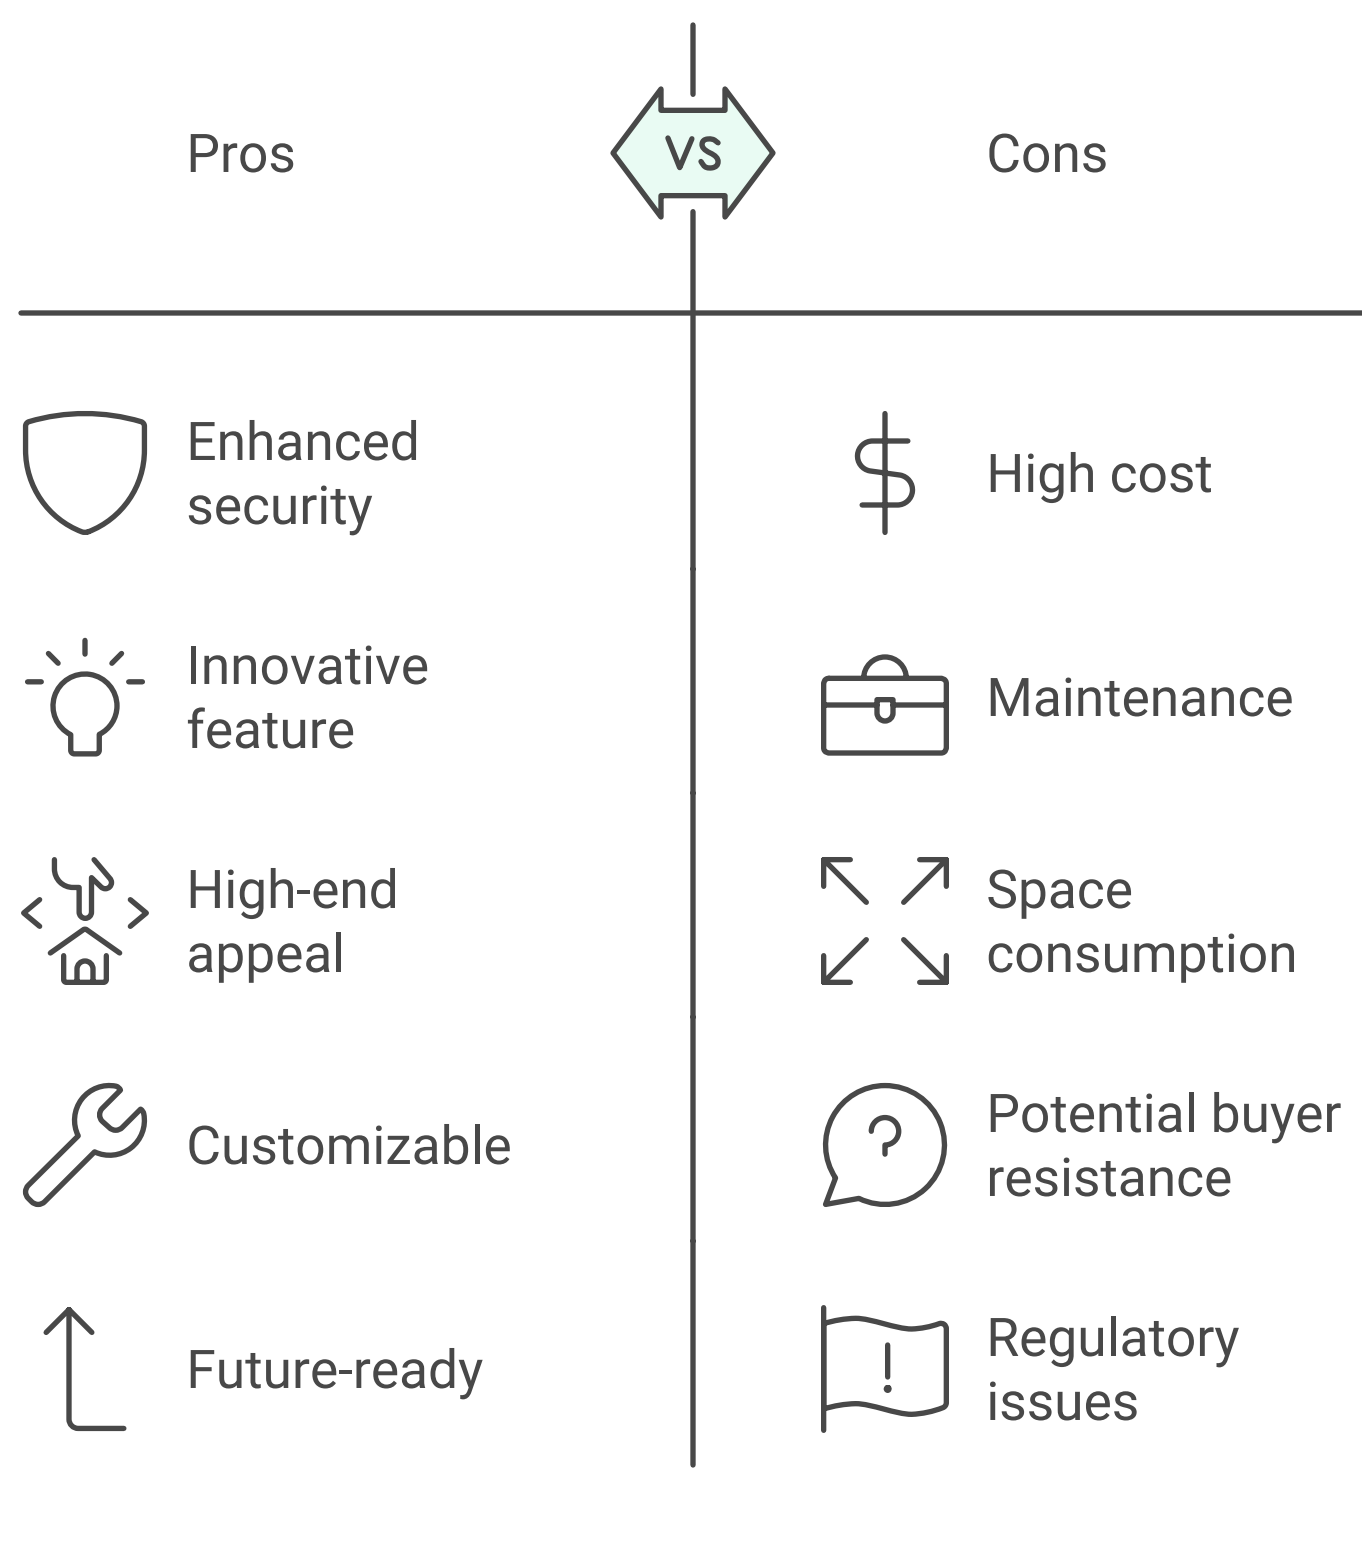 Pros
VS
Cons
Enhanced
security
High cost
Innovative
feature
Maintenance
High-end
appeal
Space
consumption
Customizable
Potential buyer
resistance
Future-ready
Regulatory
issues